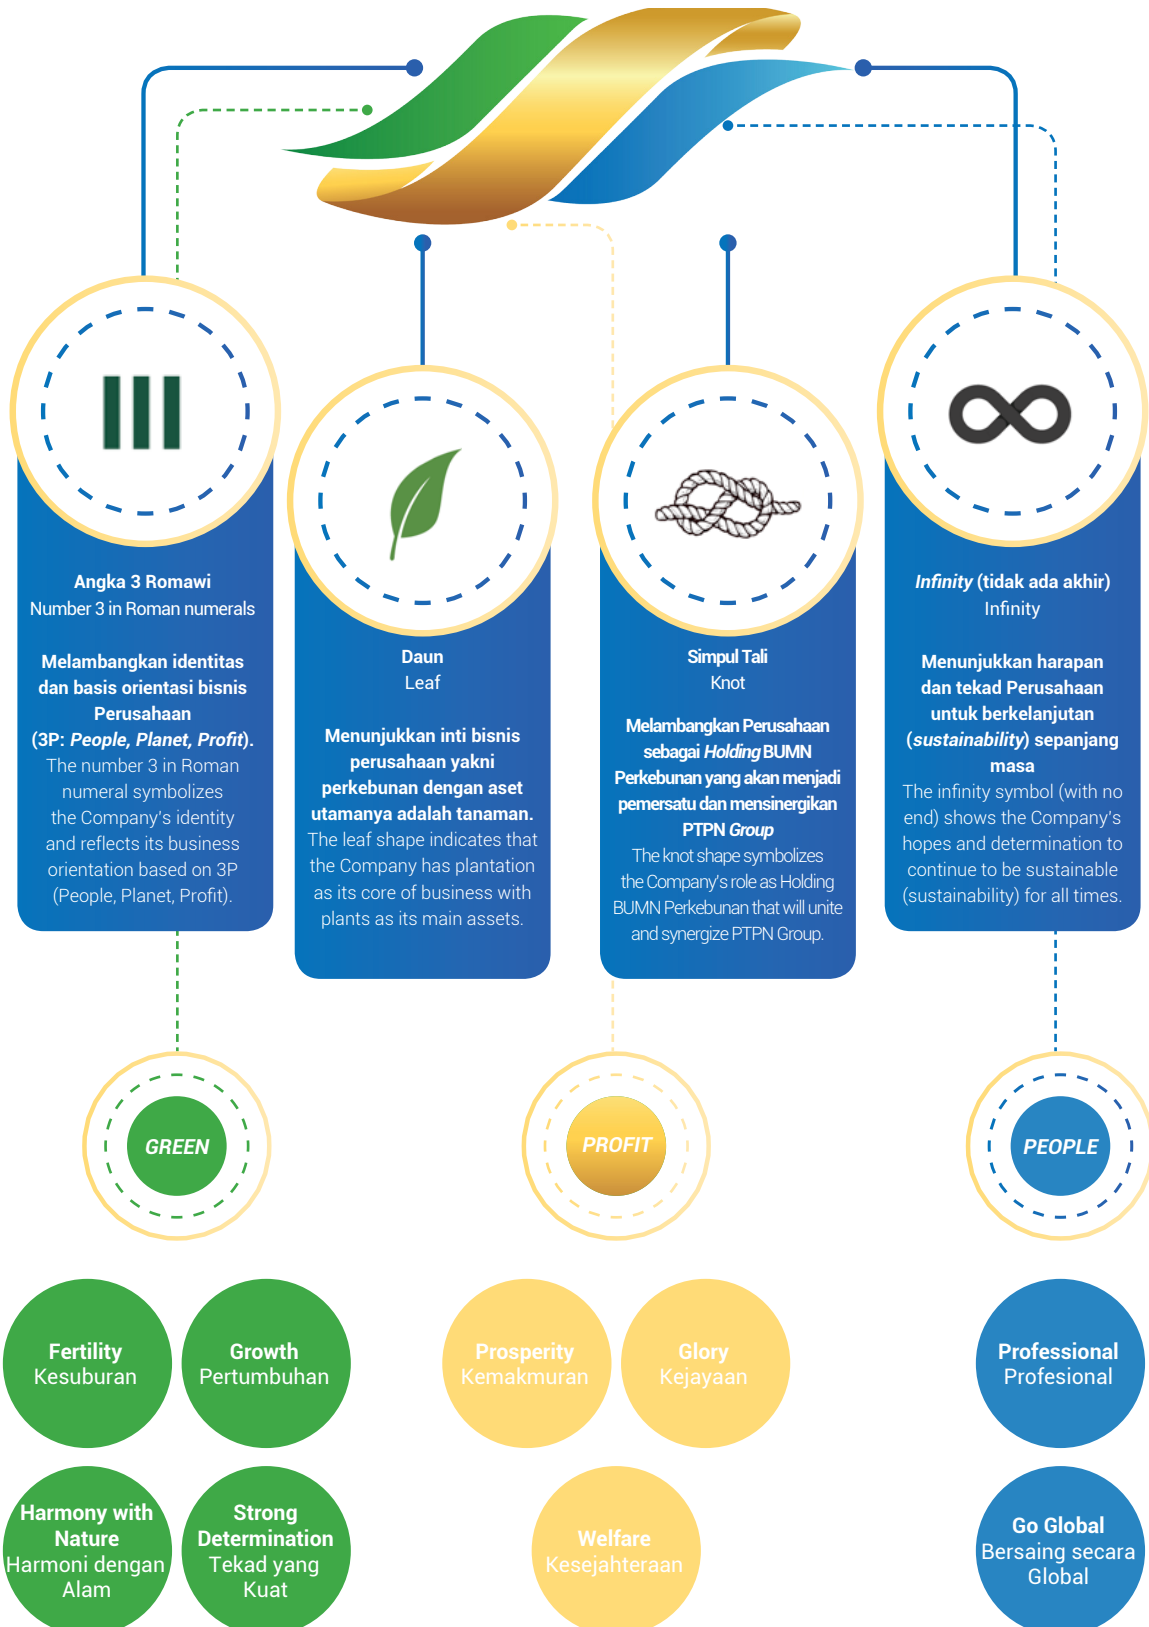 Angka 3 Romawi
Number 3 in Roman numerals
Melambangkan identitas
dan basis orientasi bisnis
Perusahaan
(3P: People, Planet, Profit).
The number 3 in Roman
numeral symbolizes
the Company's identity
and reflects its business
orientation based on 3P
(People, Planet, Profit).
Daun
Leaf
Menunjukkan inti bisnis
perusahaan yakni
perkebunan dengan aset
utamanya adalah tanaman.
The leaf shape indicates that
the Company has plantation
as its core of business with
plants as its main assets.
Simpul Tali
Knot
Melambangkan Perusahaan
sebagai Holding BUMN
Perkebunan yang akan menjadi
pemersatu dan mensinergikan
PTPN Group
The knot shape symbolizes
the Company's role as Holding
BUMN Perkebunan that will unite
and synergize PTPN Group.
Infinity (tidak ada akhir)
Infinity
Menunjukkan harapan
dan tekad Perusahaan
untuk berkelanjutan
(sustainability) sepanjang
masa
The infinity symbol (with no
end) shows the Company's
hopes and determination to
continue to be sustainable
(sustainability) for all times.
GREEN
PROFIT
PEOPLE
Fertility
Kesuburan
Growth
Pertumbuhan
Prosperity
Kemakmuran
Glory
Kejayaan
Professional
Profesional
Harmony with
Nature
Harmoni dengan
Alam
Strong
Determination
Tekad yang
Kuat
Welfare
Kesejahteraan
Go Global
Bersaing secara
Global